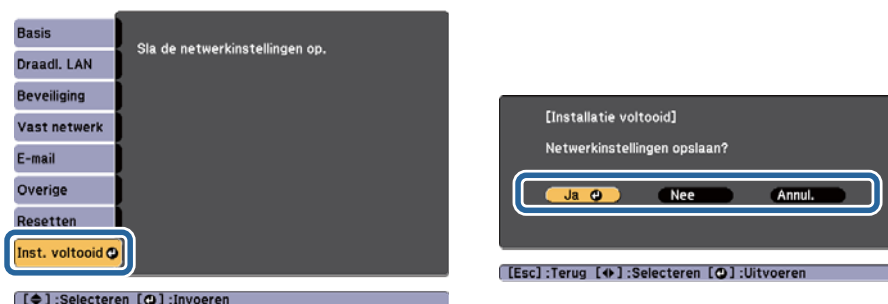 Basis
Draadl. LAN
Beveiliging
Vast netwerk
E-mail
Overige
Resetten
Inst. voltooid
Sla de netwerkinstellingen op.
[ ] :Selecteren [ ] :Invoeren
[Installatie voltooid]
Netwerkinstellingen opslaan?
Ja Nee Annul.
[Esc] :Terug [ ] :Selecteren [ ] :Uitvoeren